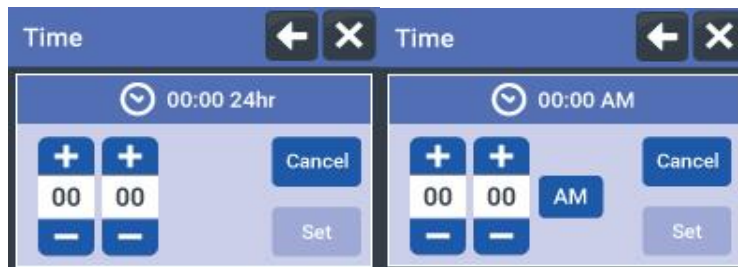 Time
00:00 24hr
+ +
Cancel
00 00
− −
Set
Time
00:00 AM
+ +
Cancel
00 00 AM
− −
Set